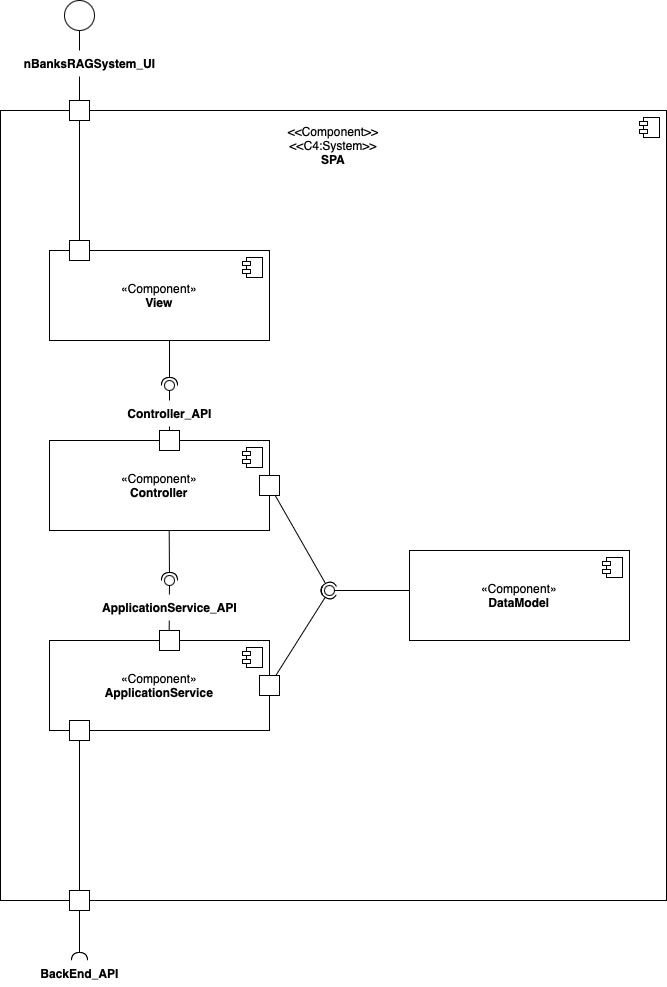 nBanksRAGSystem_UI
<<Component>>
<<C4:System>>
SPA
«Component»
View
Controller_API
«Component»
Controller
«Component»
DataModel
ApplicationService_API
«Component»
ApplicationService
BackEnd_API